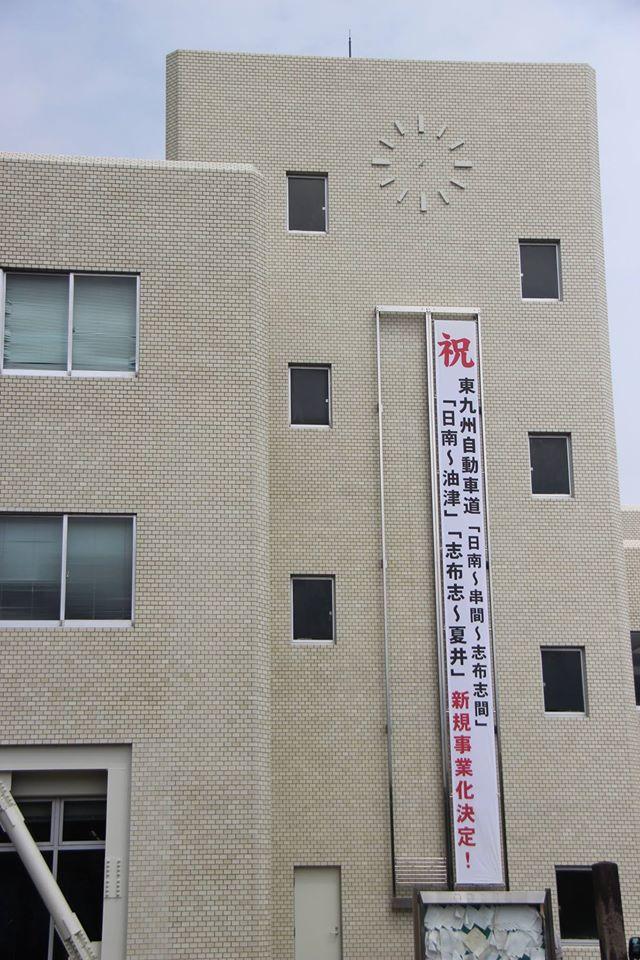 祝
東九州自動車道「日南～串間～志布志間」
「日南～油津」「志布志～夏井」新規事業化決定！